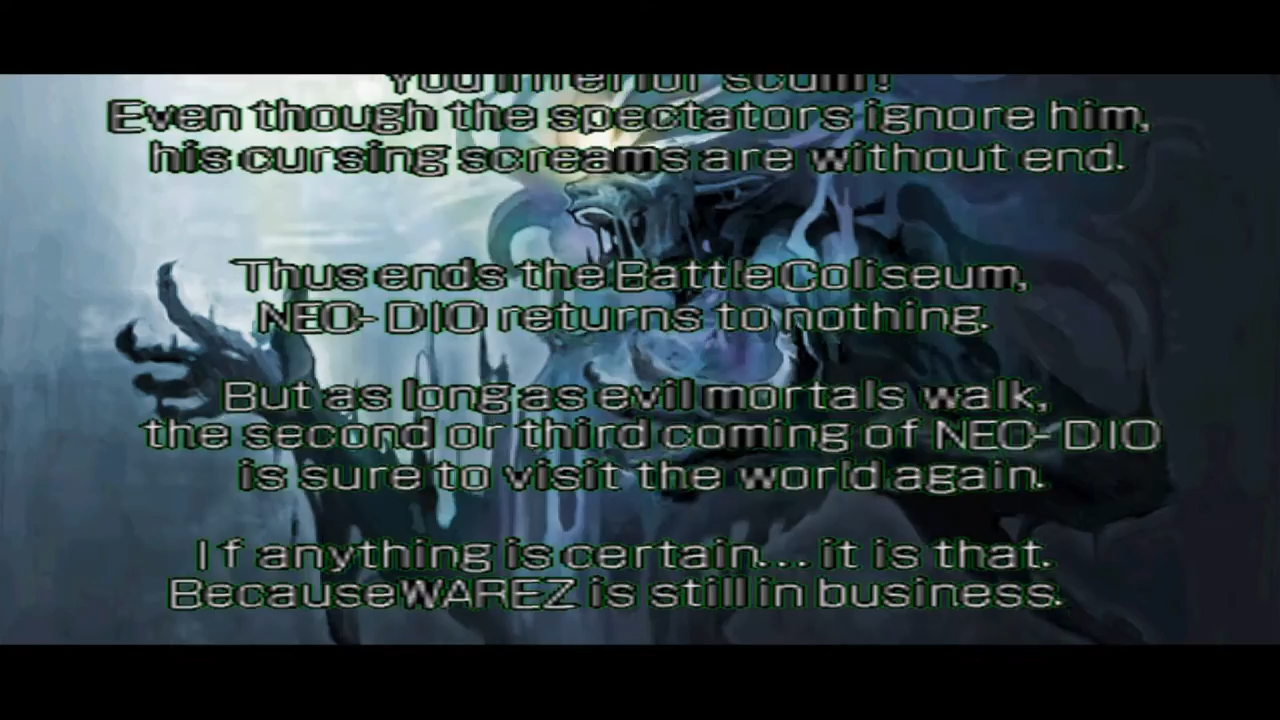 You inferior scum!
Even though the spectators ignore him,
his cursing screams are without end.
Thus ends the Battle Coliseum,
NEO-DIO returns to nothing.
But as long as evil mortals walk,
the second or third coming of NEO-DIO
is sure to visit the world again.
If anything is certain... it is that.
Because WAREZ is still in business.